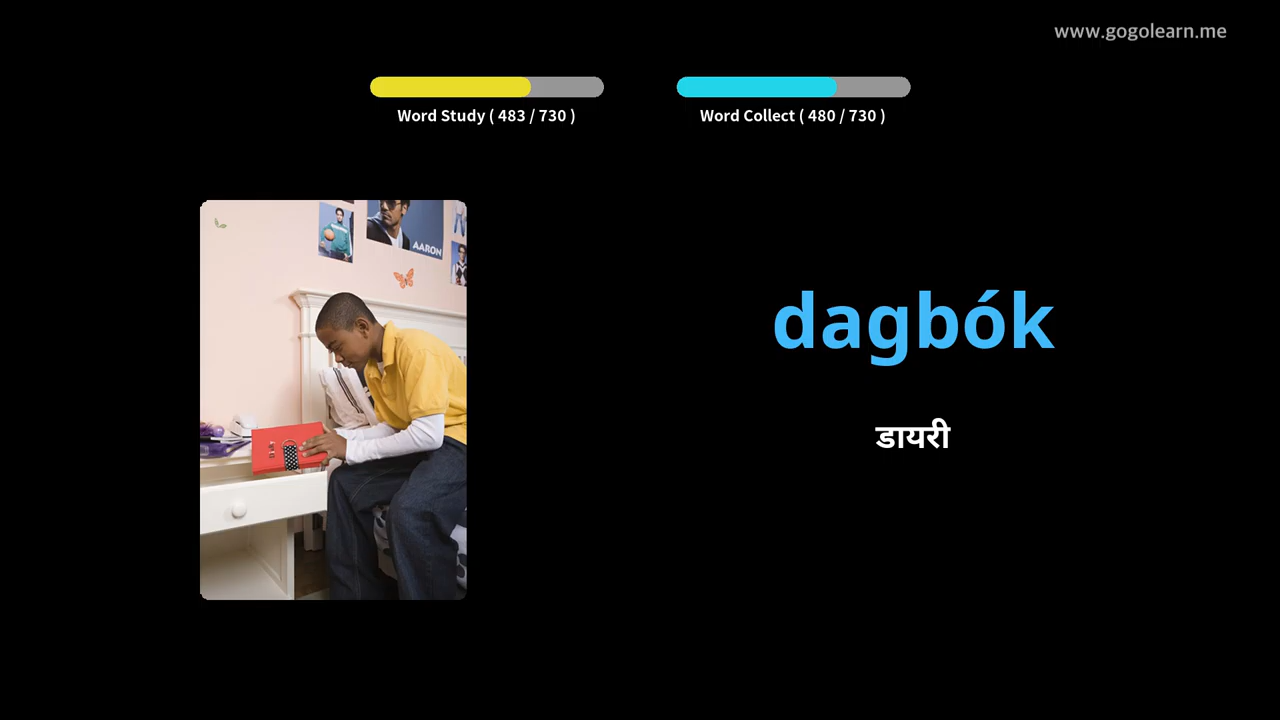 www.gogolearn.me
Word Study ( 483 / 730 )
Word Collect ( 480 / 730 )
AARON
dagbók
डायरी